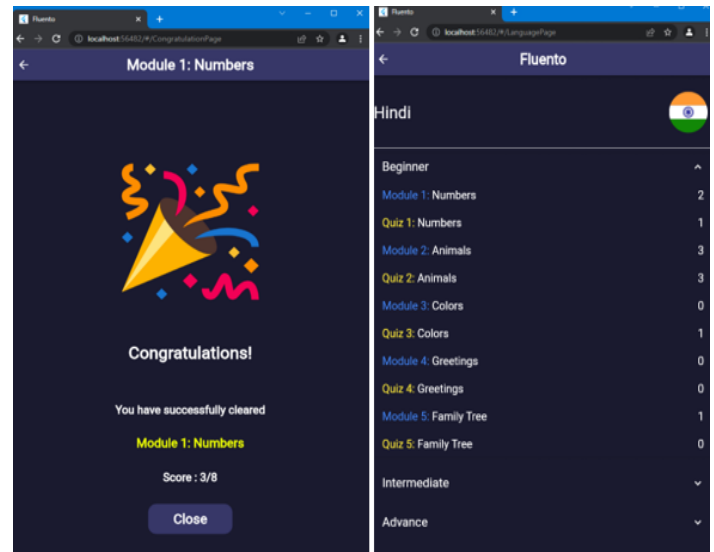 Fluento
localhost:56482/#/CongratulationPage
Module 1: Numbers
Congratulations!
You have successfully cleared
Module 1: Numbers
Score : 3/8
Close
Fluento
localhost:56482/#/LanguagePage
Fluento
Hindi
Beginner
Module 1: Numbers 2
Quiz 1: Numbers 1
Module 2: Animals 3
Quiz 2: Animals 3
Module 3: Colors 0
Quiz 3: Colors 1
Module 4: Greetings 0
Quiz 4: Greetings 0
Module 5: Family Tree 1
Quiz 5: Family Tree 0
Intermediate
Advance